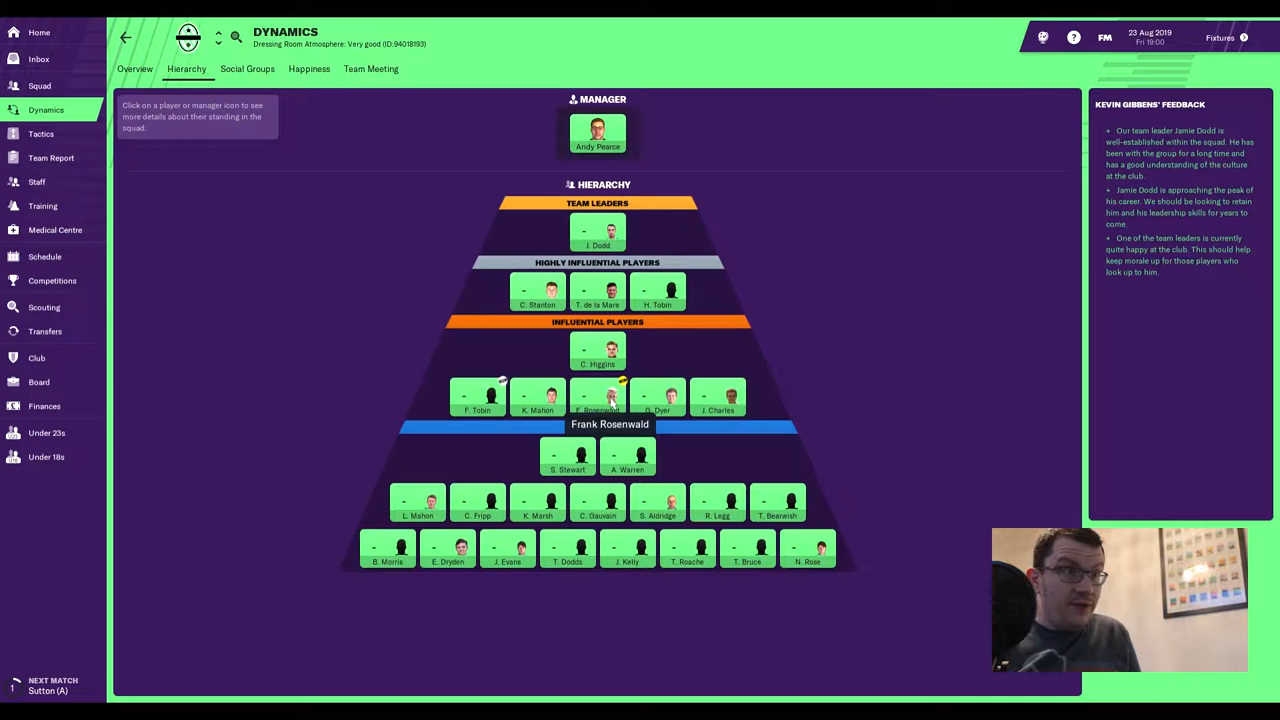 Home
Inbox
Squad
Dynamics
Tactics
Team Report
Staff
Training
Medical Centre
Schedule
Competitions
Scouting
Transfers
Club
Board
Finances
U23
Under 23s
U18
Under 18s
1
NEXT MATCH
Sutton (A)
DYNAMICS
Dressing Room Atmosphere: Very good (ID:94018193)
?
FM
23 Aug 2019
Fri 19:00
Fixtures
Overview
Hierarchy
Social Groups
Happiness
Team Meeting
Click on a player or manager icon to see
more details about their standing in the
squad.
MANAGER
Andy Pearce
HIERARCHY
TEAM LEADERS
-
J. Dodd
HIGHLY INFLUENTIAL PLAYERS
- - -
C. Stanton T. de la Mare H. Tobin
INFLUENTIAL PLAYERS
-
C. Higgins
- - - - -
F. Tobin K. Mahon F. Rosenwald G. Dyer J. Charles
Frank Rosenwald
- -
S. Stewart A. Warren
- - - - - - -
L. Mahon C. Fripp K. Marsh C. Gauvain S. Aldridge R. Legg T. Bearwish
- - - - - - - -
B. Morris E. Dryden J. Evans T. Dodds J. Kelly T. Roache T. Bruce N. Rose
KEVIN GIBBENS' FEEDBACK
+ Our team leader Jamie Dodd is
well-established within the squad. He has
been with the group for a long time and
has a good understanding of the culture
at the club.
+ Jamie Dodd is approaching the peak of
his career. We should be looking to retain
him and his leadership skills for years to
come.
+ One of the team leaders is currently
quite happy at the club. This should help
keep morale up for those players who
look up to him.